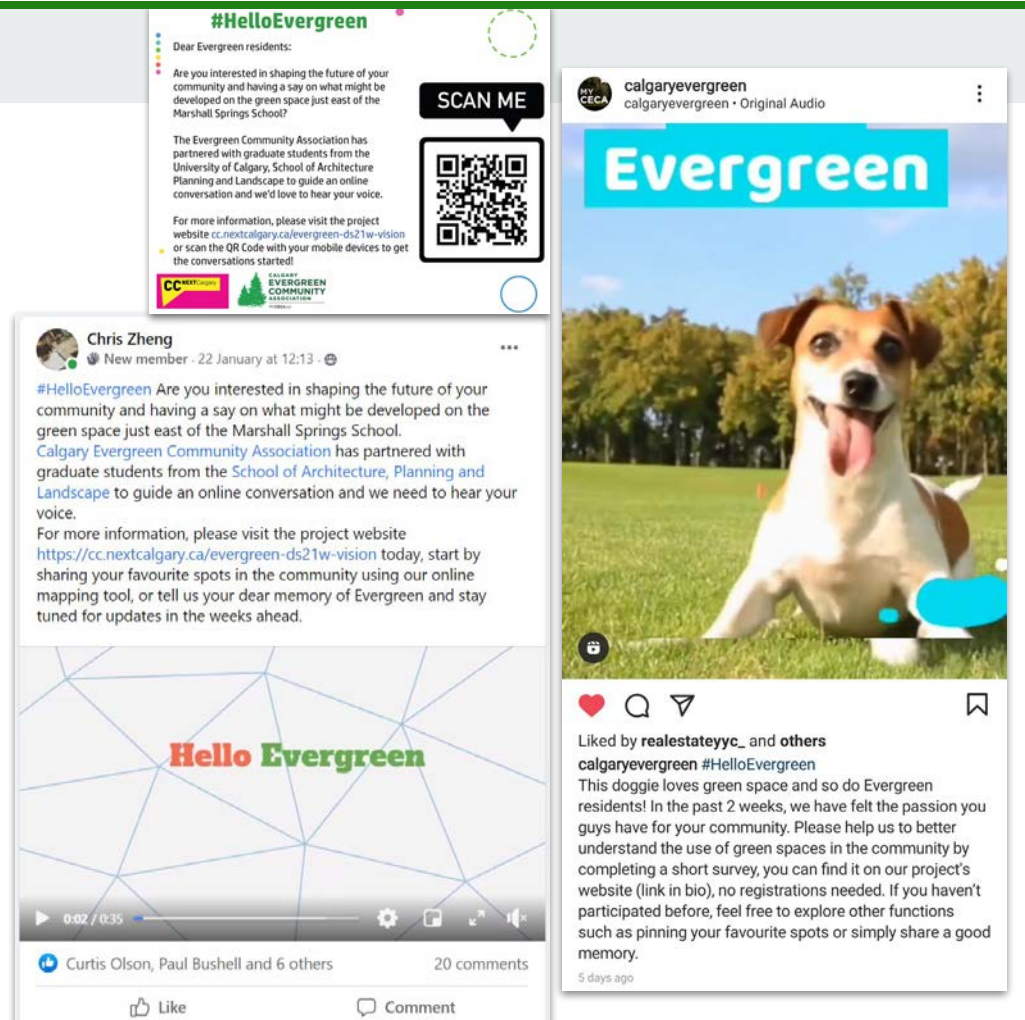 #HelloEvergreen
Dear Evergreen residents:
Are you interested in shaping the future of your
community and having a say on what might be
developed on the green space just east of the
Marshall Springs School?
The Evergreen Community Association has
partnered with graduate students from the
University of Calgary, School of Architecture
Planning and Landscape to guide an online
conversation and we'd love to hear your voice.
For more information, please visit the project
website cc.nextcalgary.ca/evergreen-ds21w-vision
or scan the QR Code with your mobile devices to get
the conversations started!
SCAN ME
CC NEXTCalgary
CALGARY
EVERGREEN
COMMUNITY
ASSOCIATION
Chris Zheng
New member · 22 January at 12:13 ·
#HelloEvergreen Are you interested in shaping the future of your
community and having a say on what might be developed on the
green space just east of the Marshall Springs School.
Calgary Evergreen Community Association has partnered with
graduate students from the School of Architecture, Planning and
Landscape to guide an online conversation and we need to hear your
voice.
For more information, please visit the project website
https://cc.nextcalgary.ca/evergreen-ds21w-vision today, start by
sharing your favourite spots in the community using our online
mapping tool, or tell us your dear memory of Evergreen and stay
tuned for updates in the weeks ahead.
Hello Evergreen
0:02 / 0:35
Curtis Olson, Paul Bushell and 6 others
20 comments
Like
Comment
MY
CECA
calgaryevergreen
calgaryevergreen • Original Audio
Evergreen
Liked by realestateyyc_ and others
calgaryevergreen #HelloEvergreen
This doggie loves green space and so do Evergreen
residents! In the past 2 weeks, we have felt the passion you
guys have for your community. Please help us to better
understand the use of green spaces in the community by
completing a short survey, you can find it on our project's
website (link in bio), no registrations needed. If you haven't
participated before, feel free to explore other functions
such as pinning your favourite spots or simply share a good
memory.
5 days ago